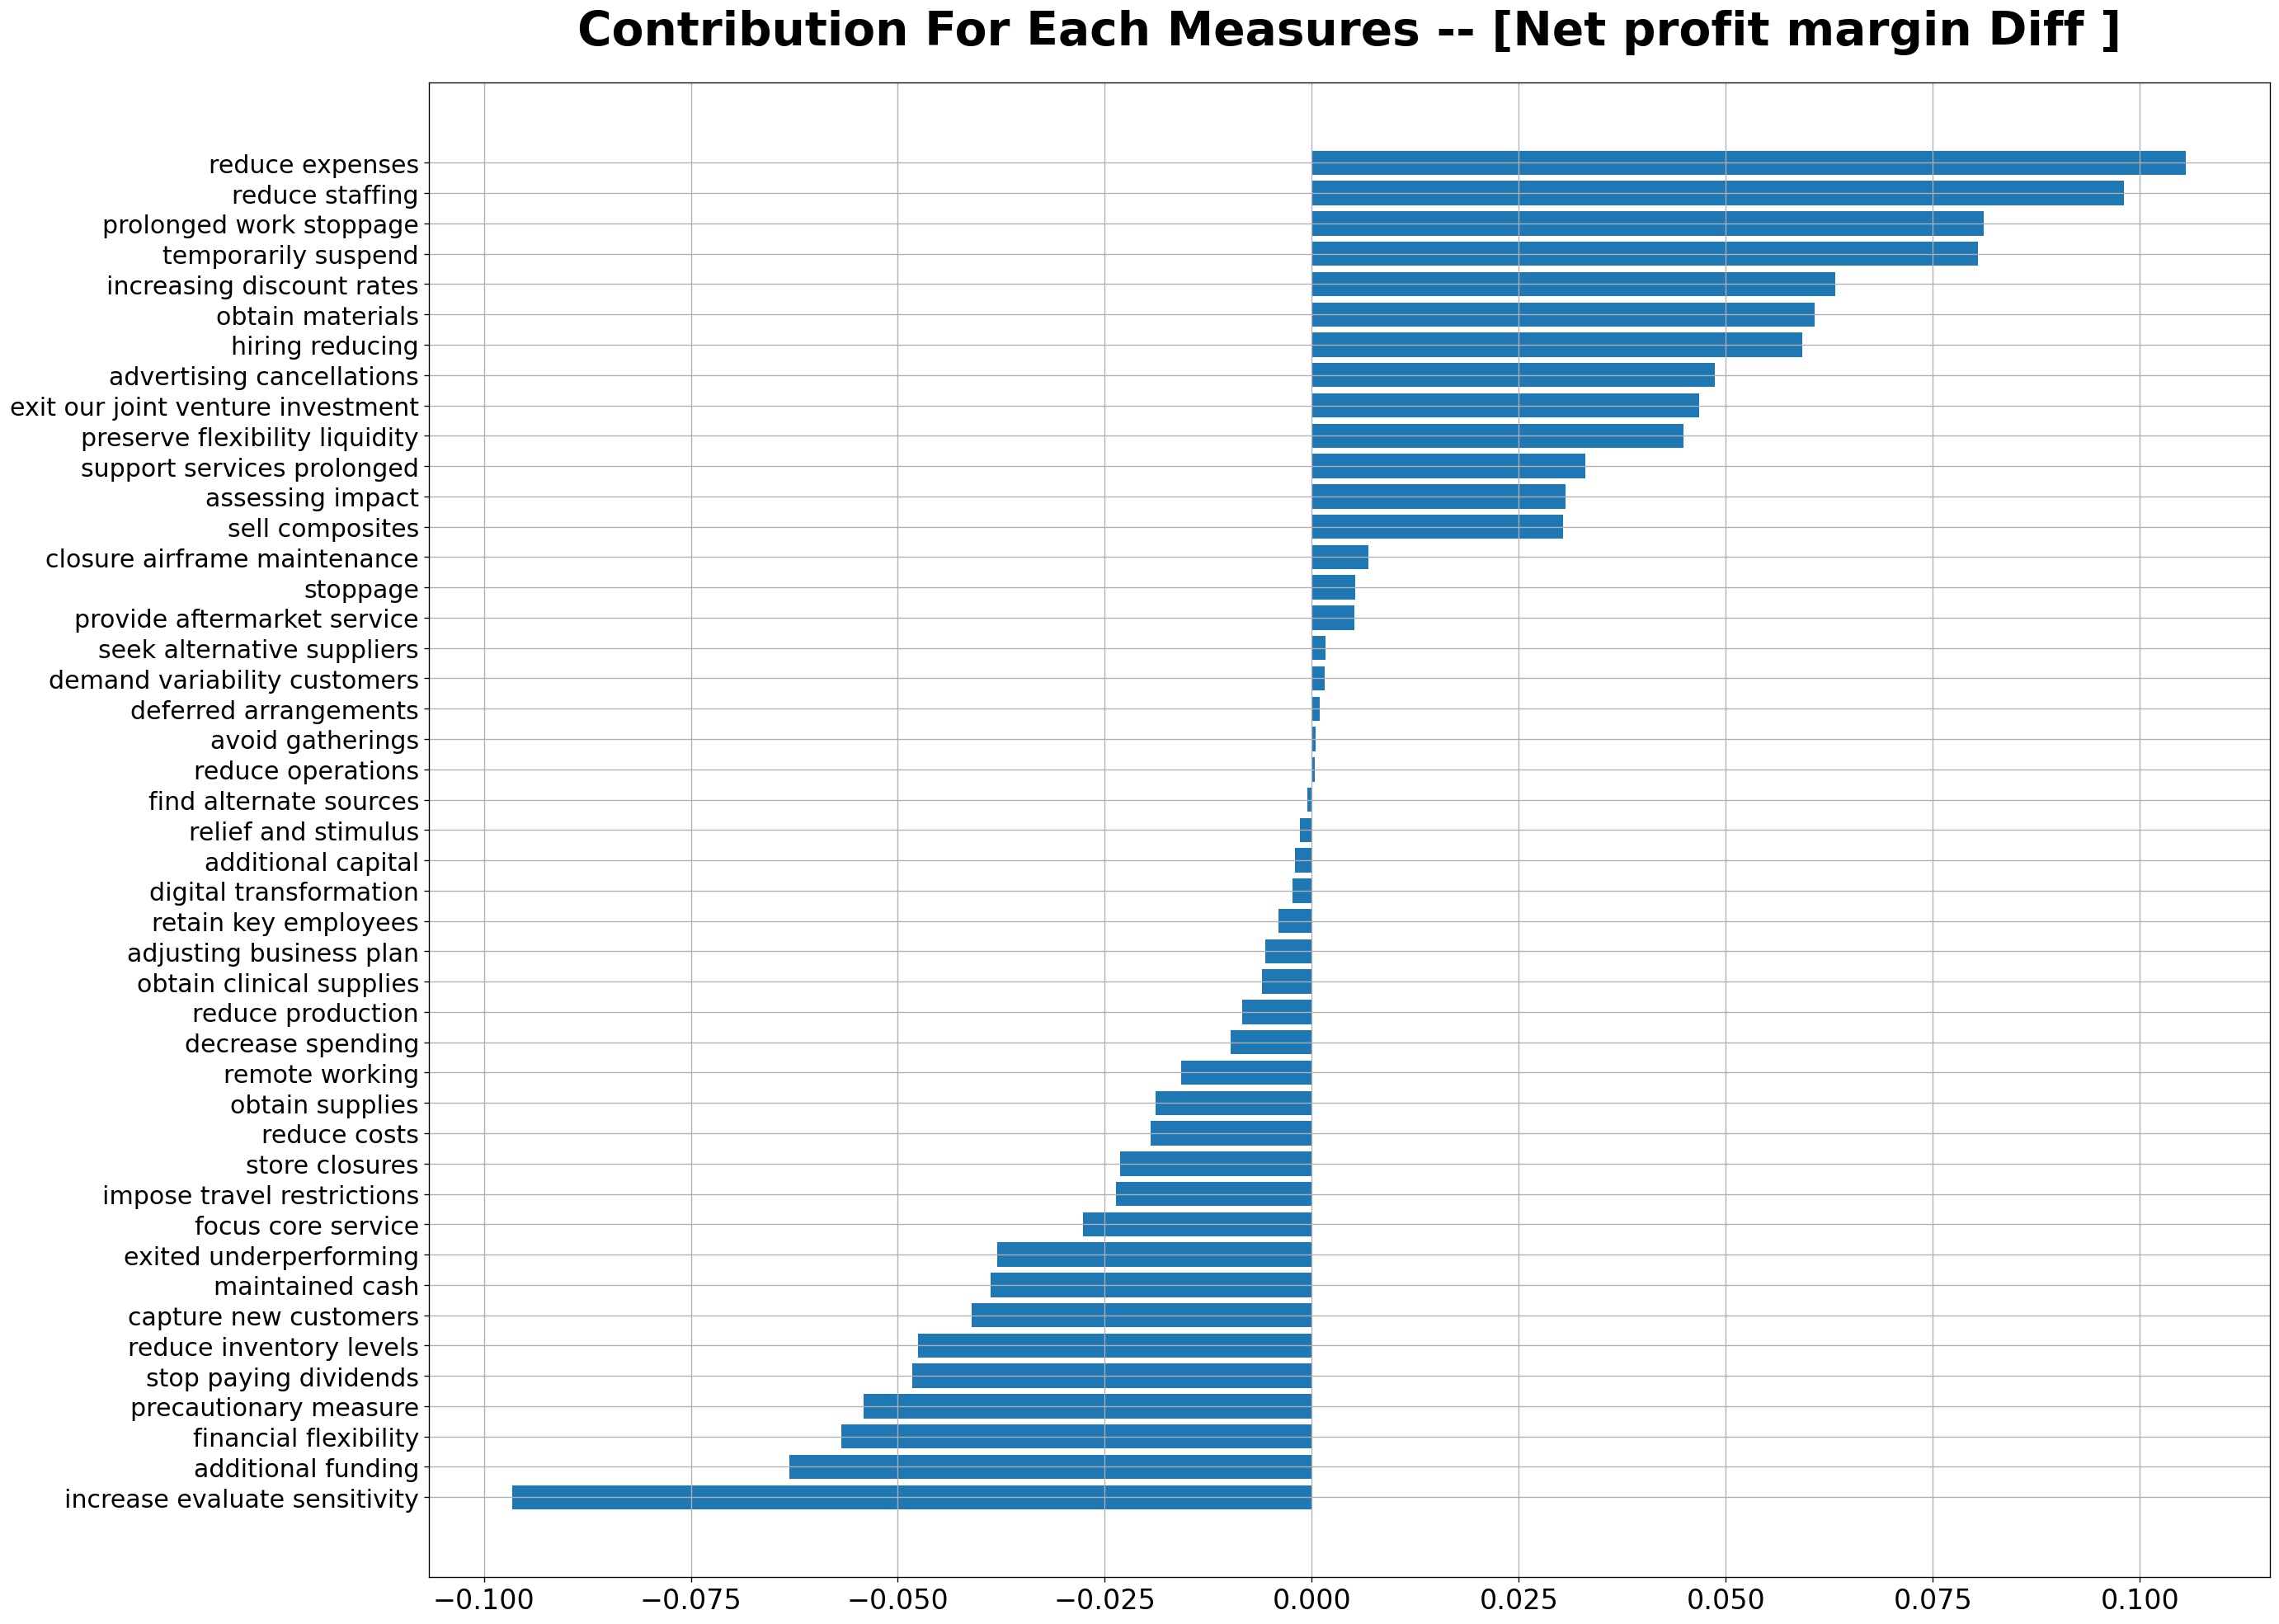 Contribution For Each Measures -- [Net profit margin Diff ]
reduce expenses
reduce staffing
prolonged work stoppage
temporarily suspend
increasing discount rates
obtain materials
hiring reducing
advertising cancellations
exit our joint venture investment
preserve flexibility liquidity
support services prolonged
assessing impact
sell composites
closure airframe maintenance
stoppage
provide aftermarket service
seek alternative suppliers
demand variability customers
deferred arrangements
avoid gatherings
reduce operations
find alternate sources
relief and stimulus
additional capital
digital transformation
retain key employees
adjusting business plan
obtain clinical supplies
reduce production
decrease spending
remote working
obtain supplies
reduce costs
store closures
impose travel restrictions
focus core service
exited underperforming
maintained cash
capture new customers
reduce inventory levels
stop paying dividends
precautionary measure
financial flexibility
additional funding
increase evaluate sensitivity
−0.100 −0.075 −0.050 −0.025 0.000 0.025 0.050 0.075 0.100